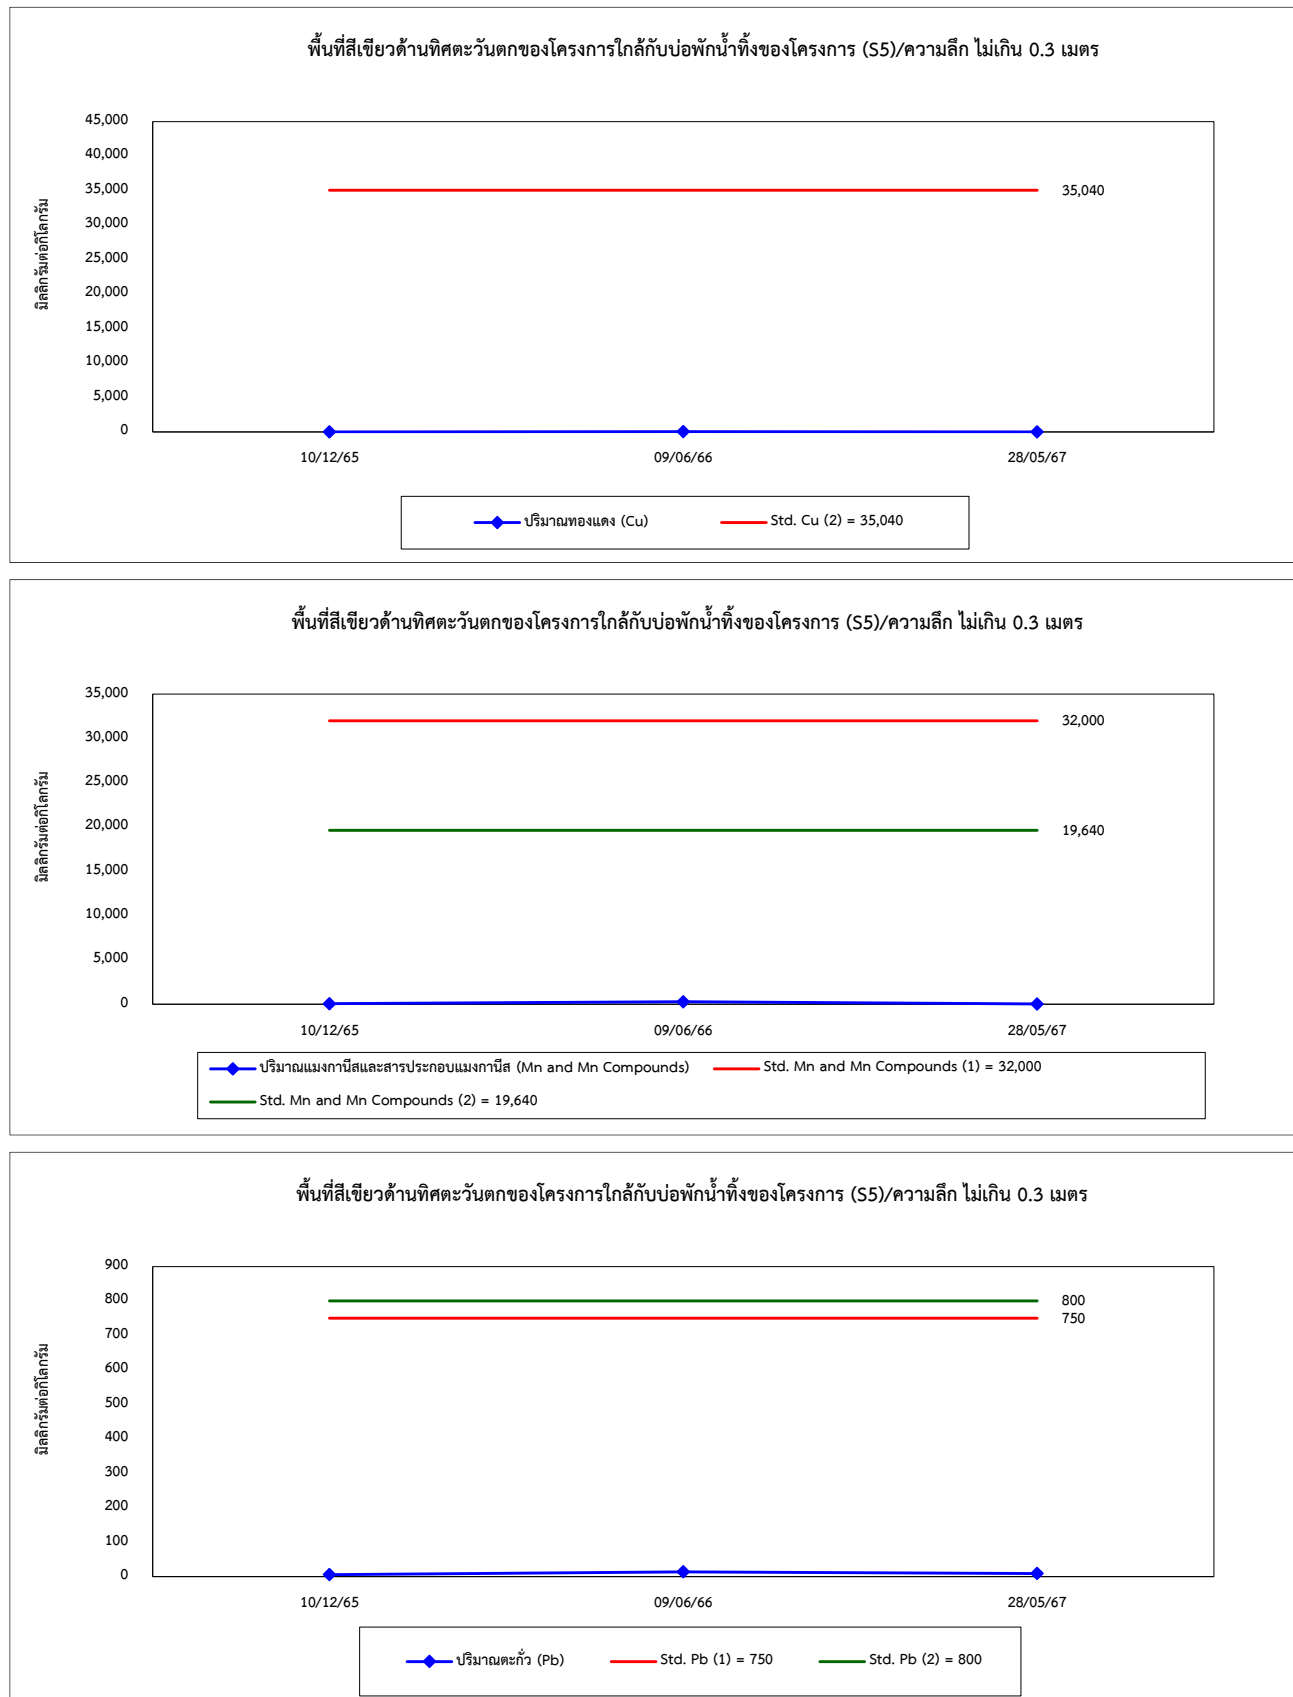 พื้นที่สีเขียวด้านทิศตะวันตกของโครงการใกล้กับบ่อพักน้ำทิ้งของโครงการ (S5)/ความลึก ไม่เกิน 0.3 เมตร
มิลลิกรัมต่อกิโลกรัม
45,000
40,000
35,000
30,000
25,000
20,000
15,000
10,000
5,000
0
35,040
10/12/65 09/06/66 28/05/67
ปริมาณทองแดง (Cu) Std. Cu (2) = 35,040
พื้นที่สีเขียวด้านทิศตะวันตกของโครงการใกล้กับบ่อพักน้ำทิ้งของโครงการ (S5)/ความลึก ไม่เกิน 0.3 เมตร
มิลลิกรัมต่อกิโลกรัม
35,000
30,000
25,000
20,000
15,000
10,000
5,000
0
32,000
19,640
10/12/65 09/06/66 28/05/67
ปริมาณแมงกานีสและสารประกอบแมงกานีส (Mn and Mn Compounds) Std. Mn and Mn Compounds (1) = 32,000
Std. Mn and Mn Compounds (2) = 19,640
พื้นที่สีเขียวด้านทิศตะวันตกของโครงการใกล้กับบ่อพักน้ำทิ้งของโครงการ (S5)/ความลึก ไม่เกิน 0.3 เมตร
มิลลิกรัมต่อกิโลกรัม
900
800
700
600
500
400
300
200
100
0
800
750
10/12/65 09/06/66 28/05/67
ปริมาณตะกั่ว (Pb) Std. Pb (1) = 750 Std. Pb (2) = 800